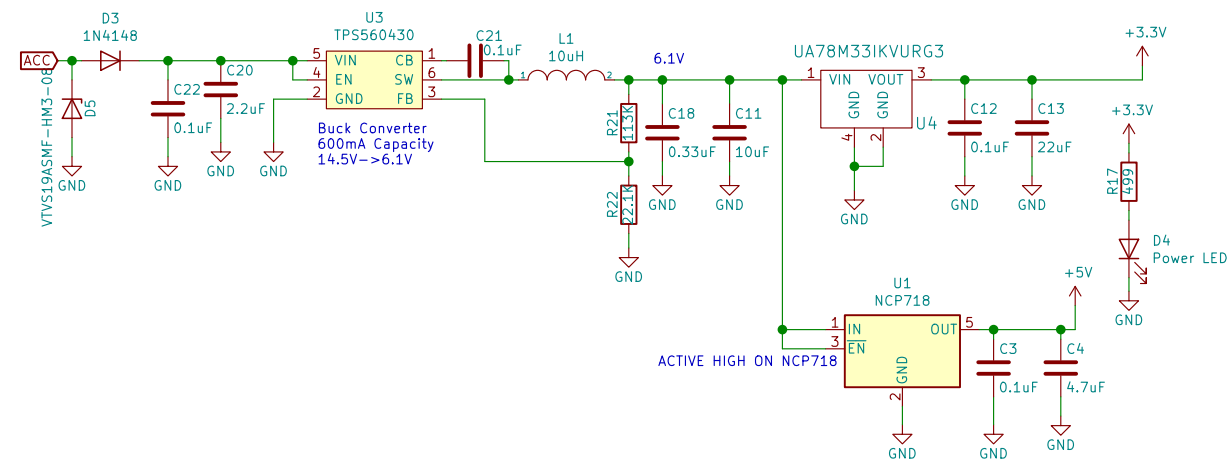 D3
1N4148
ACC
VTVS19ASMF-HM3-08
D5
GND
C22
0.1uF
GND
C20
2.2uF
GND
GND
U3
TPS560430
5 VIN CB 1
4 EN SW 6
2 GND FB 3
Buck Converter
600mA Capacity
14.5V->6.1V
C21
0.1uF
L1
10uH
1 2
6.1V
R21
113K
R22
22.1K
GND
C18
0.33uF
GND
C11
10uF
GND
UA78M33IKVURG3
1 VIN VOUT 3
GND GND
4 2
U4
GND
C12
0.1uF
GND
C13
22uF
GND
+3.3V
+3.3V
R17
499
D4
Power LED
GND
U1
NCP718
1 IN OUT 5
3 EN
GND
2
ACTIVE HIGH ON NCP718
GND
+5V
C3
0.1uF
GND
C4
4.7uF
GND